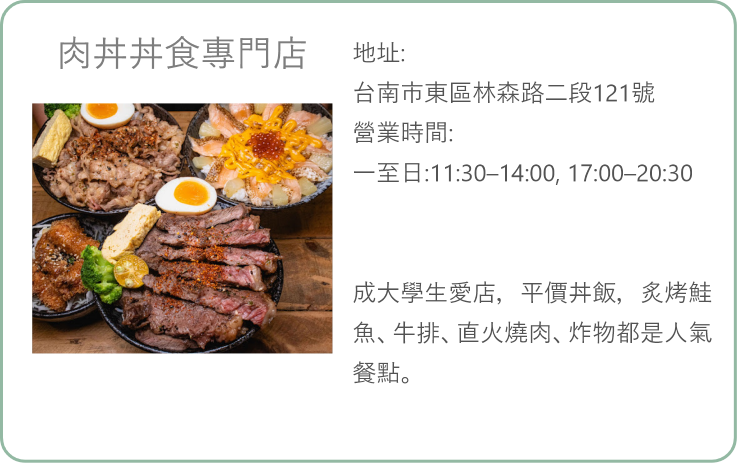 肉丼丼食專門店
地址:
台南市東區林森路二段121號
營業時間:
一至日:11:30–14:00, 17:00–20:30
成大學生愛店，平價丼飯，炙烤鮭
魚、牛排、直火燒肉、炸物都是人氣
餐點。